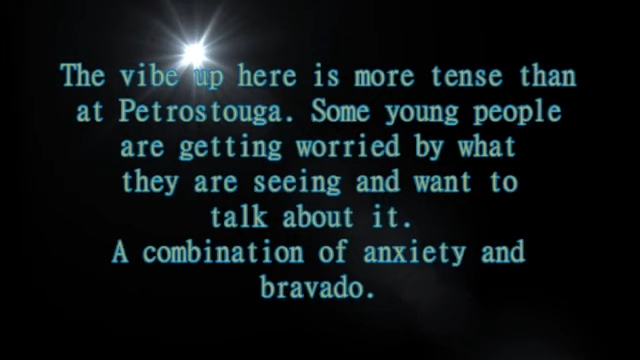 The vibe up here is more tense than
at Petrostouga. Some young people
are getting worried by what
they are seeing and want to
talk about it.
A combination of anxiety and
bravado.